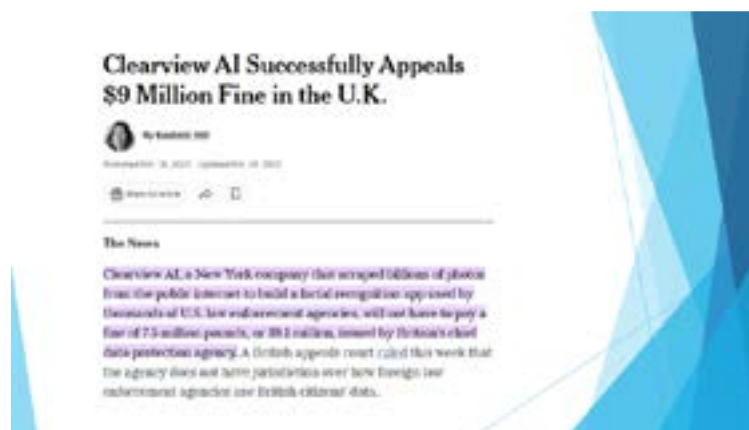 Clearview AI Successfully Appeals
$9 Million Fine in the U.K.
By Kashmir Hill
The News
Clearview AI, a New York company that scraped billions of photos
from the public internet to build a facial recognition app used by
thousands of U.S. law enforcement agencies, will not have to pay a
fine of 7.5 million pounds, or $9.1 million, issued by Britain's chief
data protection agency. A British appeals court ruled this week that
the agency does not have jurisdiction over how foreign law
enforcement agencies use British citizens' data.